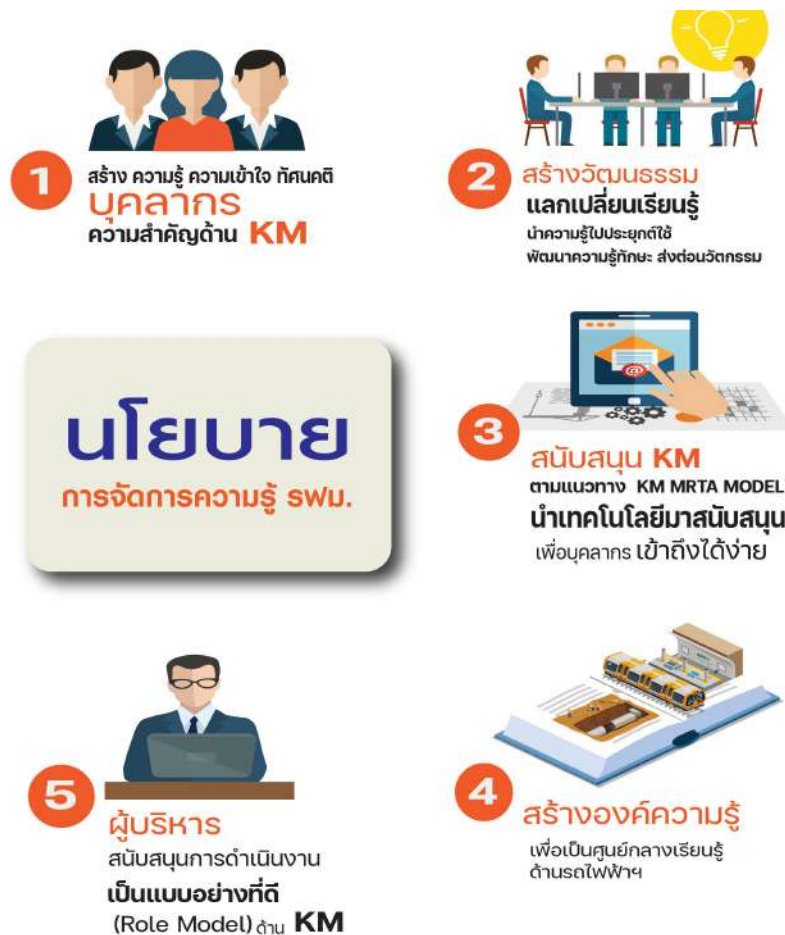 1
สร้าง ความรู้ ความเข้าใจ ทัศนคติ
บุคลากร
ความสำคัญด้าน KM
2
สร้างวัฒนธรรม
แลกเปลี่ยนเรียนรู้
นำความรู้ไปประยุกต์ใช้
พัฒนาความรู้ทักษะ ส่งต่อนวัตกรรม
นโยบาย
การจัดการความรู้ รฟม.
@
3
สนับสนุน KM
ตามแนวทาง KM MRTA MODEL
นำเทคโนโลยีมาสนับสนุน
เพื่อบุคลากร เข้าถึงได้ง่าย
4
สร้างองค์ความรู้
เพื่อเป็นศูนย์กลางเรียนรู้
ด้านรถไฟฟ้าฯ
5
ผู้บริหาร
สนับสนุนการดำเนินงาน
เป็นแบบอย่างที่ดี
(Role Model) ด้าน KM